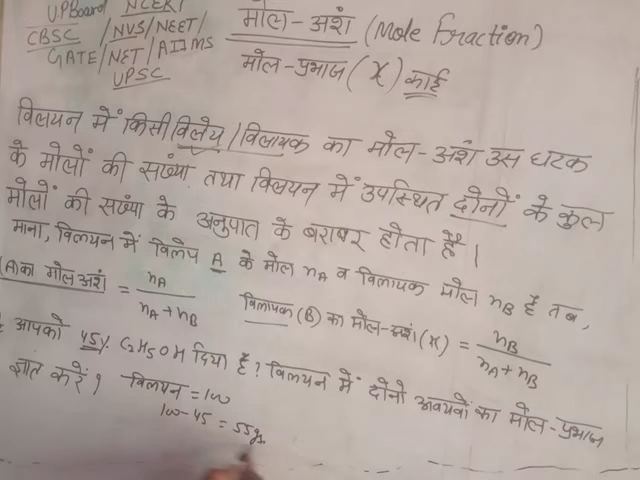 UPBoard NCERT
CBSC / NVS/NEET/
GATE/NET/AIIMS
UPSC
मोल-अंश (Mole Fraction)
मोल-प्रभाज (x) काई
विलयन में किसी विलेय/विलायक का मोल-अंश उस घटक
के मोलों की सख्या तथा विलयन में उपस्थित दोनों के कुल
मोलों की सख्या के अनुपात के बराबर होता है।
माना, विलयन में विलेय A के मोल nA व विलायक मोल nB है तब,
(A) का मोल अंश = nA / nA + nB विलायक (B) का मोल-अंश (x) = nB / nA + nB
आपको 45% C2H5OH दिया है? विलयन में दोनो अवयवों का मोल-प्रभाज
ज्ञात करें? विलयन = 100
100-45 = 55g